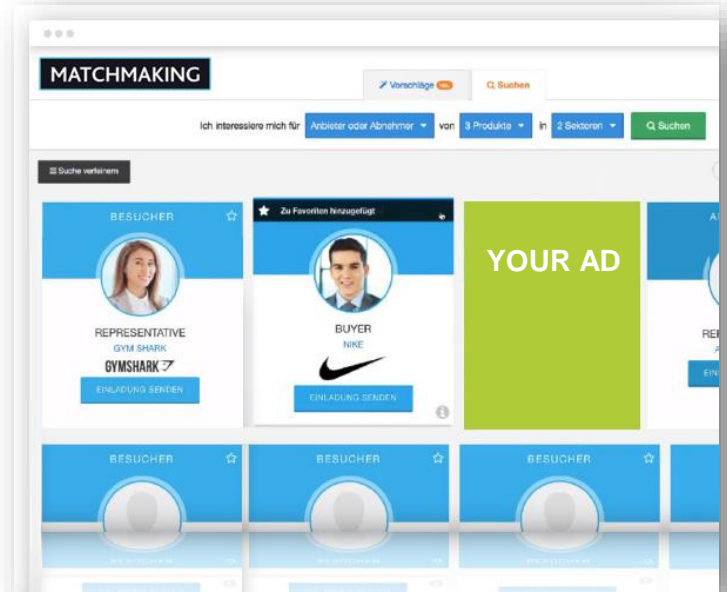 MATCHMAKING
Vorschläge
Suchen
Ich interessiere mich für Anbieter oder Abnehmer von 3 Produkte in 2 Sektoren Suchen
Suche verfeinern
BESUCHER
Zu Favoriten hinzugefügt
YOUR AD
REPRESENTATIVE
GYM SHARK
GYMSHARK
EINLADUNG SENDEN
BUYER
NIKE
EINLADUNG SENDEN
BESUCHER
BESUCHER
BESUCHER